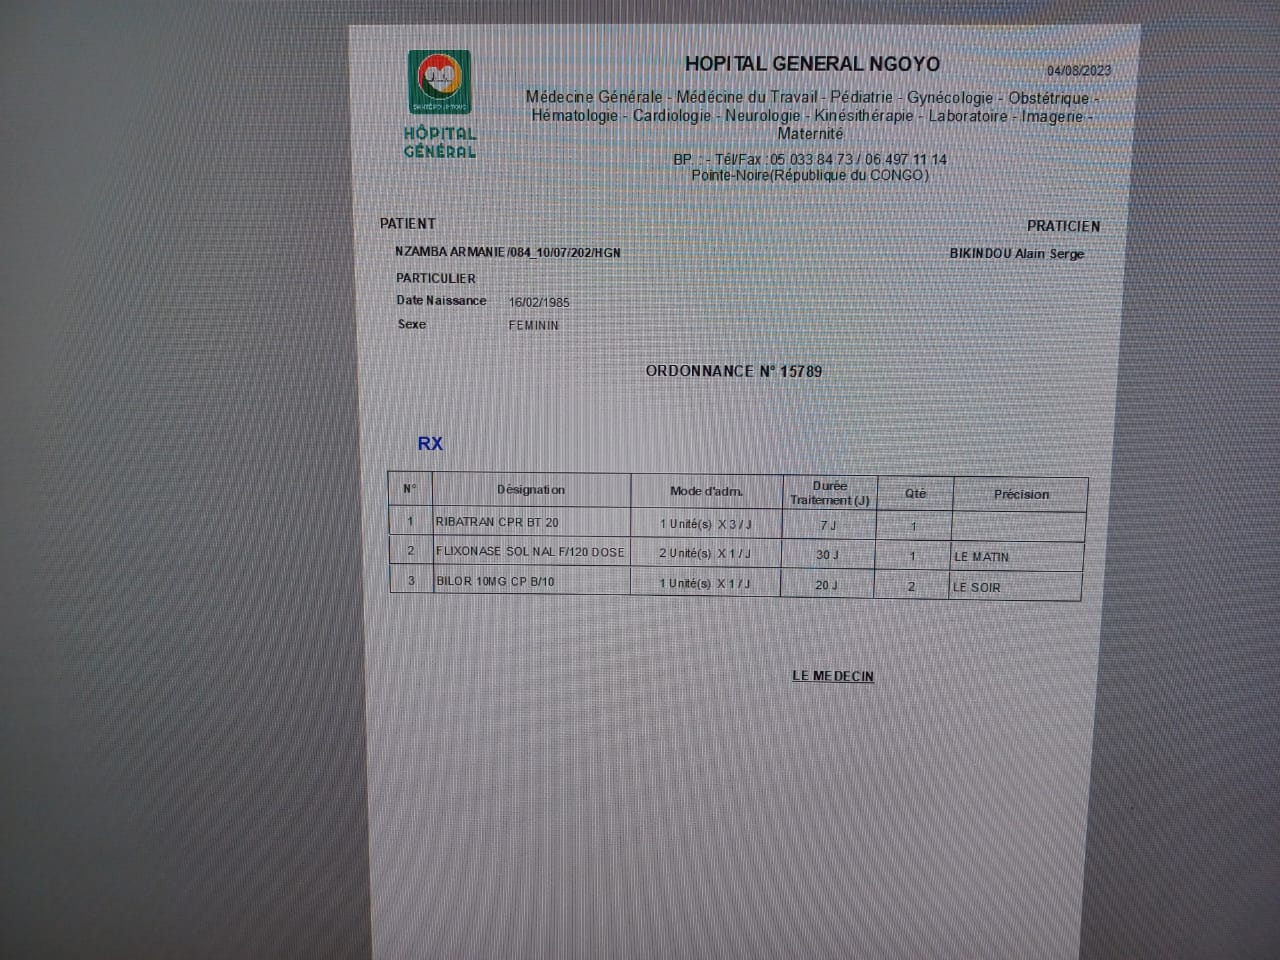 HOPITAL GENERAL NGOYO
04/08/2023
Médecine Générale - Médécine du Travail - Pédiatrie - Gynécologie - Obstétrique -
Hématologie - Cardiologie - Neurologie - Kinésithérapie - Laboratoire - Imagerie -
Maternité
BP. : - Tél/Fax :05 033 84 73 / 06 497 11 14
Pointe-Noire(République du CONGO)
HÔPITAL
GÉNÉRAL
PATIENT
PRATICIEN
NZAMBA ARMANIE /084_10/07/202/HGN
BIKINDOU Alain Serge
PARTICULIER
Date Naissance 16/02/1985
Sexe FEMININ
ORDONNANCE N° 15789
RX
N° Désignation Mode d'adm. Durée Traitement (J) Qté Précision
1 RIBATRAN CPR BT 20 1 Unité(s) X 3 / J 7 J 1
2 FLIXONASE SOL NAL F/120 DOSE 2 Unité(s) X 1 / J 30 J 1 LE MATIN
3 BILOR 10MG CP B/10 1 Unité(s) X 1 / J 20 J 2 LE SOIR
LE MEDECIN